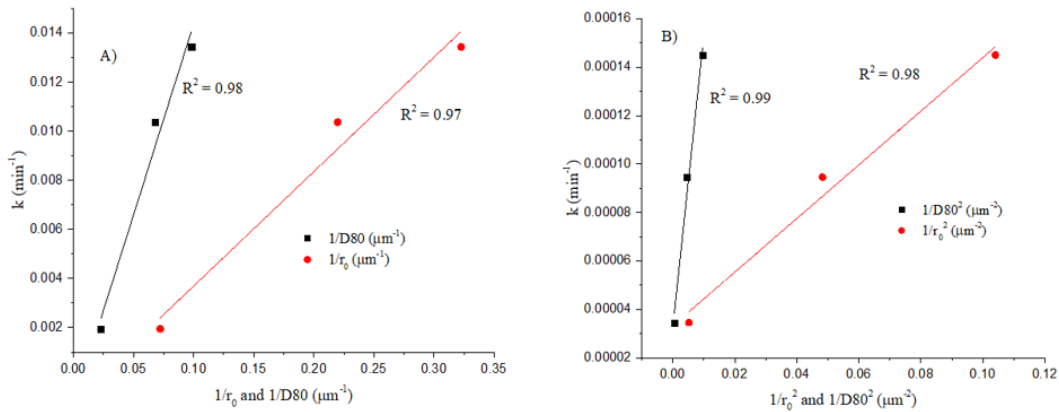 A)
0.014
0.012
0.010
0.008
0.006
0.004
0.002
k (min⁻¹)
R² = 0.98
R² = 0.97
1/D80 (μm⁻¹)
1/r₀ (μm⁻¹)
0.00 0.05 0.10 0.15 0.20 0.25 0.30 0.35
1/r₀ and 1/D80 (μm⁻¹)
B)
0.00016
0.00014
0.00012
0.00010
0.00008
0.00006
0.00004
0.00002
k (min⁻¹)
R² = 0.98
R² = 0.99
1/D80² (μm⁻²)
1/r₀² (μm⁻²)
0.00 0.02 0.04 0.06 0.08 0.10 0.12
1/r₀² and 1/D80² (μm⁻²)